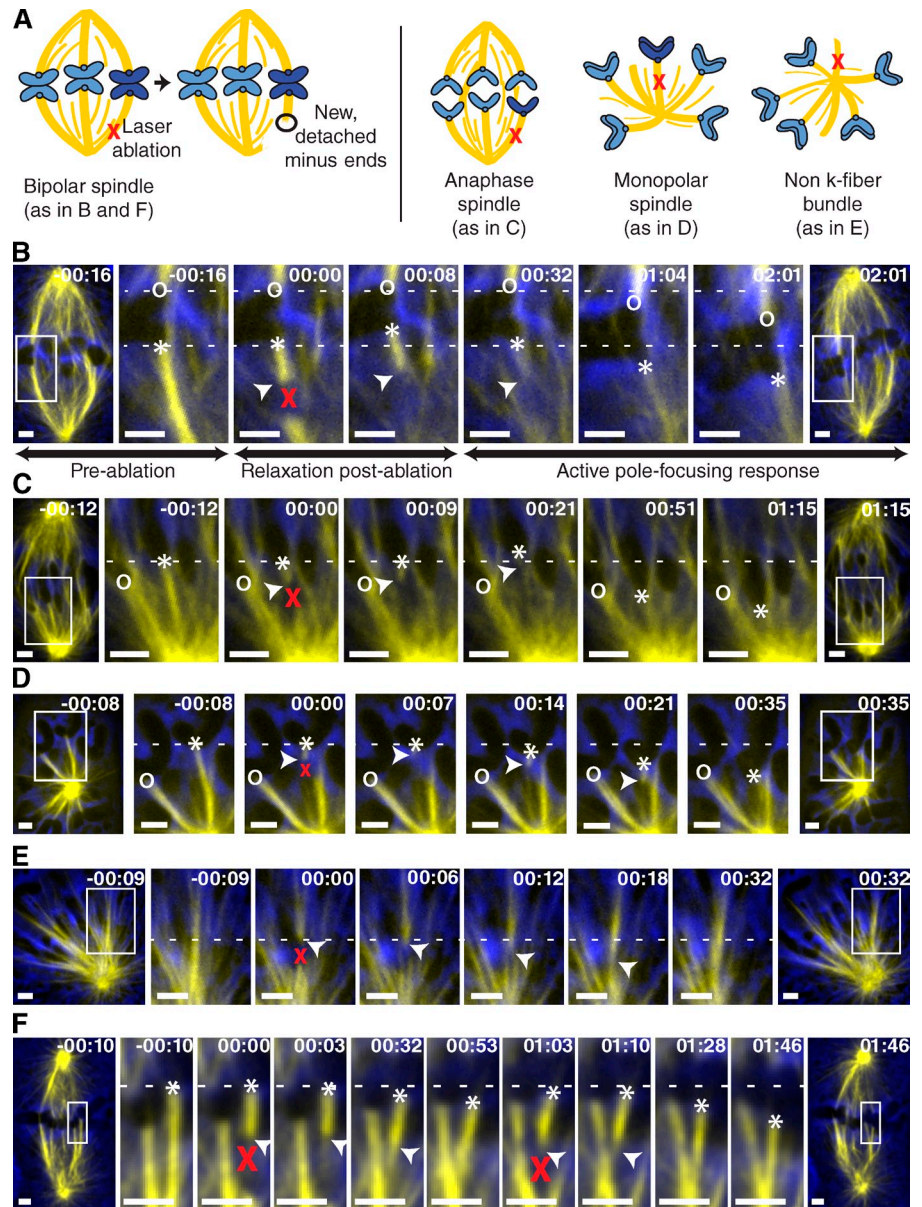 A
X Laser
ablation
New,
detached
minus ends
Bipolar spindle
(as in B and F)
X
Anaphase
spindle
(as in C)
X
Monopolar
spindle
(as in D)
X
Non k-fiber
bundle
(as in E)
B
-00:16 -00:16 00:00 00:08 00:32 01:04 02:01 02:01
X
Pre-ablation Relaxation post-ablation Active pole-focusing response
C
-00:12 -00:12 00:00 00:09 00:21 00:51 01:15 01:15
X
D
-00:08 -00:08 00:00 00:07 00:14 00:21 00:35 00:35
X
E
-00:09 -00:09 00:00 00:06 00:12 00:18 00:32 00:32
X
F
-00:10 -00:10 00:00 00:03 00:32 00:53 01:03 01:10 01:28 01:46 01:46
X X